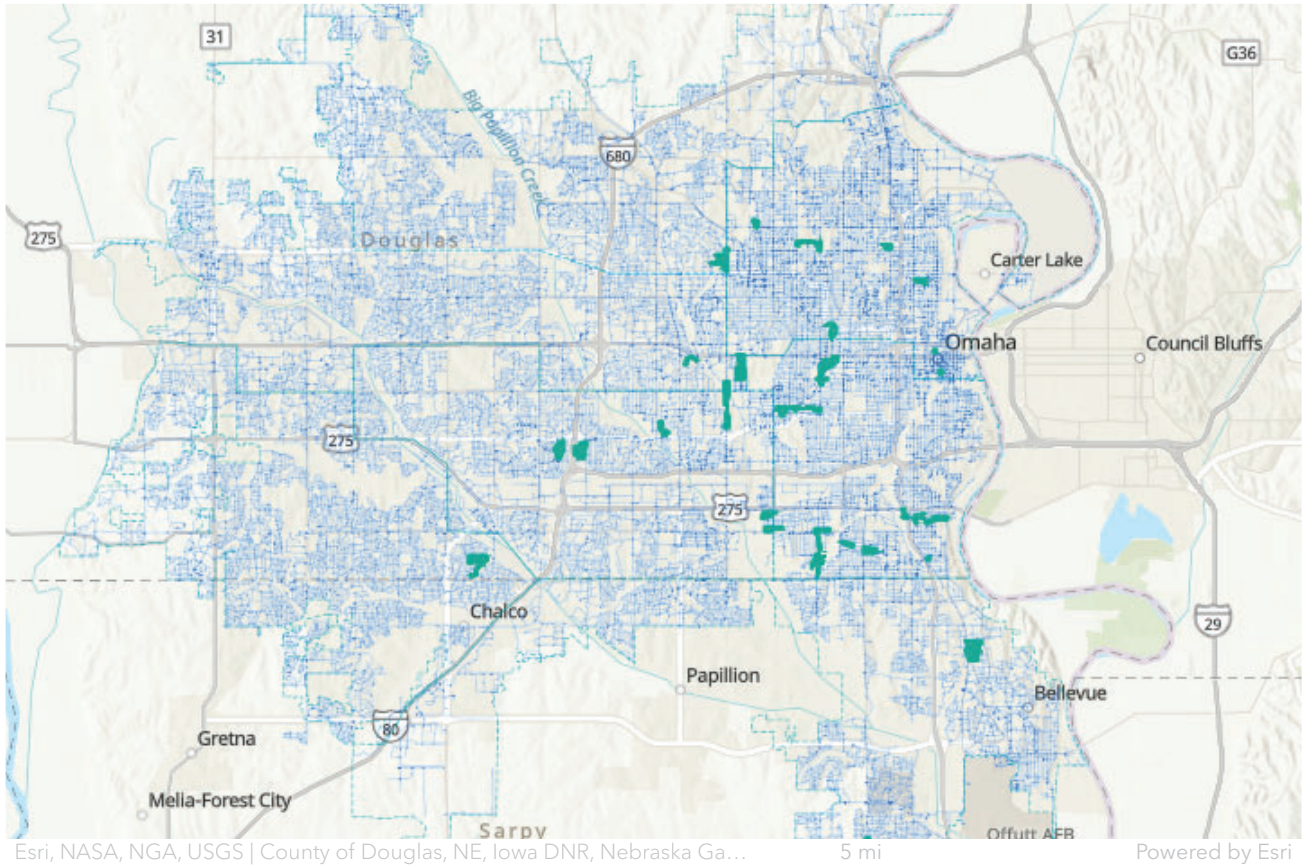 31
G36
Big Papillion Creek
680
275
Douglas
Carter Lake
Omaha
Council Bluffs
275
275
Chalco
29
Papillion
Bellevue
80
Gretna
Melia-Forest City
Sarpy
Offutt AFB
Esri, NASA, NGA, USGS | County of Douglas, NE, Iowa DNR, Nebraska Ga...
5 mi
Powered by Esri